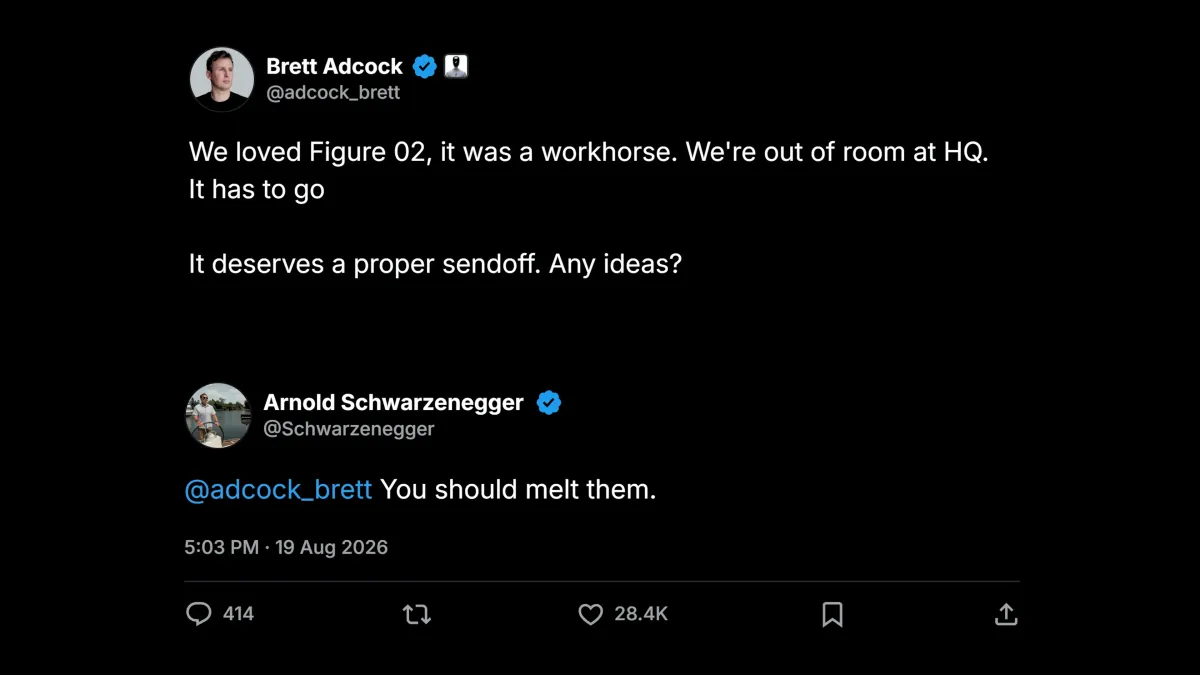 Brett Adcock
@adcock_brett
We loved Figure 02, it was a workhorse. We're out of room at HQ.
It has to go
It deserves a proper sendoff. Any ideas?
Arnold Schwarzenegger
@Schwarzenegger
@adcock_brett You should melt them.
5:03 PM · 19 Aug 2026
414
28.4K